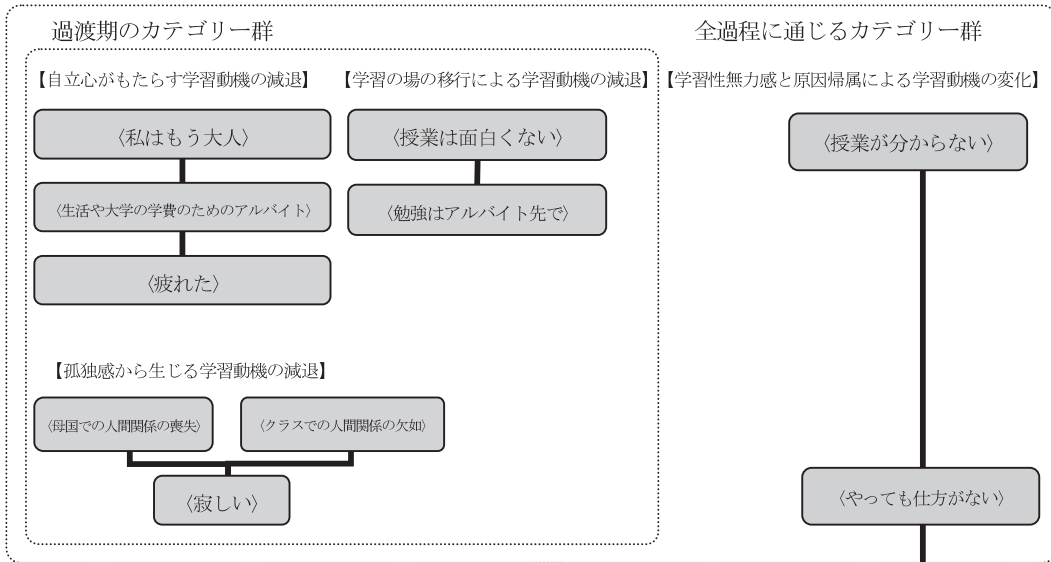 過渡期のカテゴリー群
全過程に通じるカテゴリー群
【自立心がもたらす学習動機の減退】
【学習の場の移行による学習動機の減退】
【学習性無力感と原因帰属による学習動機の変化】
〈私はもう大人〉
〈授業は面白くない〉
〈授業が分からない〉
〈生活や大学の学費のためのアルバイト〉
〈勉強はアルバイト先で〉
〈疲れた〉
【孤独感から生じる学習動機の減退】
〈母国での人間関係の喪失〉
〈クラスでの人間関係の欠如〉
〈寂しい〉
〈やっても仕方がない〉